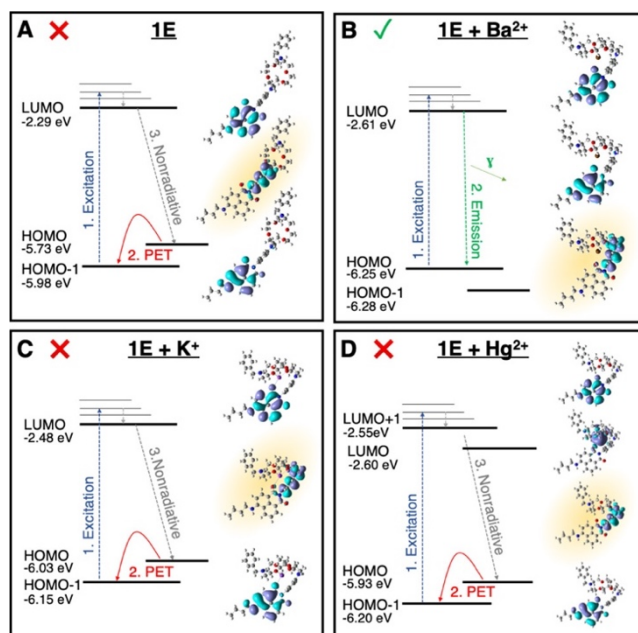 A ✕ 1E
LUMO
-2.29 eV
1. Excitation
3. Nonradiative
2. PET
HOMO
-5.73 eV
HOMO-1
-5.98 eV
B ✓ 1E + Ba²⁺
LUMO
-2.61 eV
1. Excitation
2. Emission
γ
HOMO
-6.25 eV
HOMO-1
-6.28 eV
C ✕ 1E + K⁺
LUMO
-2.48 eV
1. Excitation
3.Nonradiative
2. PET
HOMO
-6.03 eV
HOMO-1
-6.15 eV
D ✕ 1E + Hg²⁺
LUMO+1
-2.55eV
LUMO
-2.60 eV
1. Excitation
3. Nonradiative
2. PET
HOMO
-5.93 eV
HOMO-1
-6.20 eV